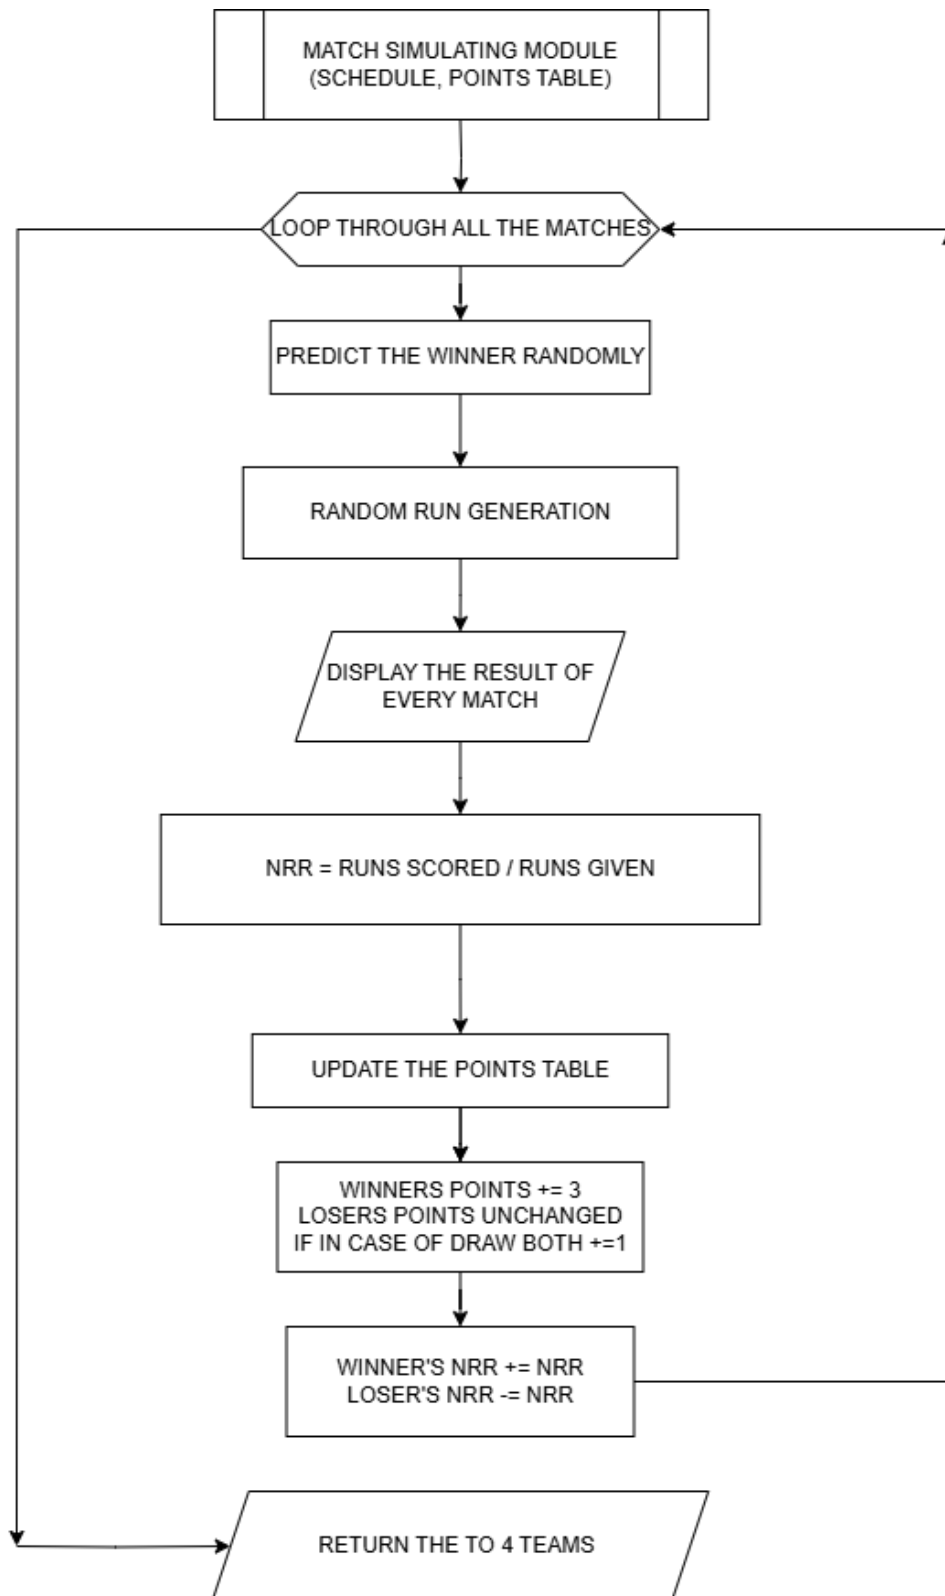 MATCH SIMULATING MODULE
(SCHEDULE, POINTS TABLE)
LOOP THROUGH ALL THE MATCHES
PREDICT THE WINNER RANDOMLY
RANDOM RUN GENERATION
DISPLAY THE RESULT OF
EVERY MATCH
NRR = RUNS SCORED / RUNS GIVEN
UPDATE THE POINTS TABLE
WINNERS POINTS += 3
LOSERS POINTS UNCHANGED
IF IN CASE OF DRAW BOTH +=1
WINNER'S NRR += NRR
LOSER'S NRR -= NRR
RETURN THE TO 4 TEAMS